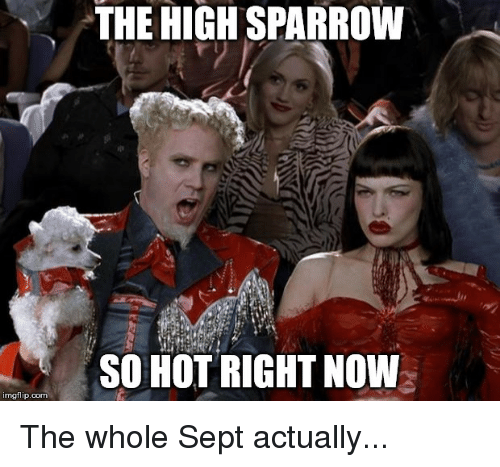 THE HIGH SPARROW
SO HOT RIGHT NOW
imgflip.com
The whole Sept actually...